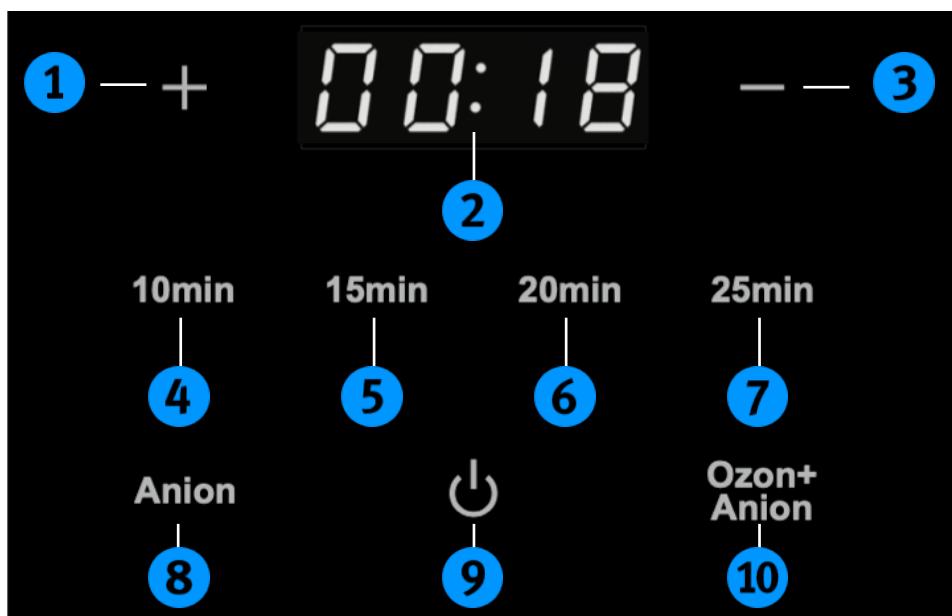 1 + 00:18 − 3
2
10min 15min 20min 25min
4 5 6 7
Anion Ozon+
Anion
8 9 10